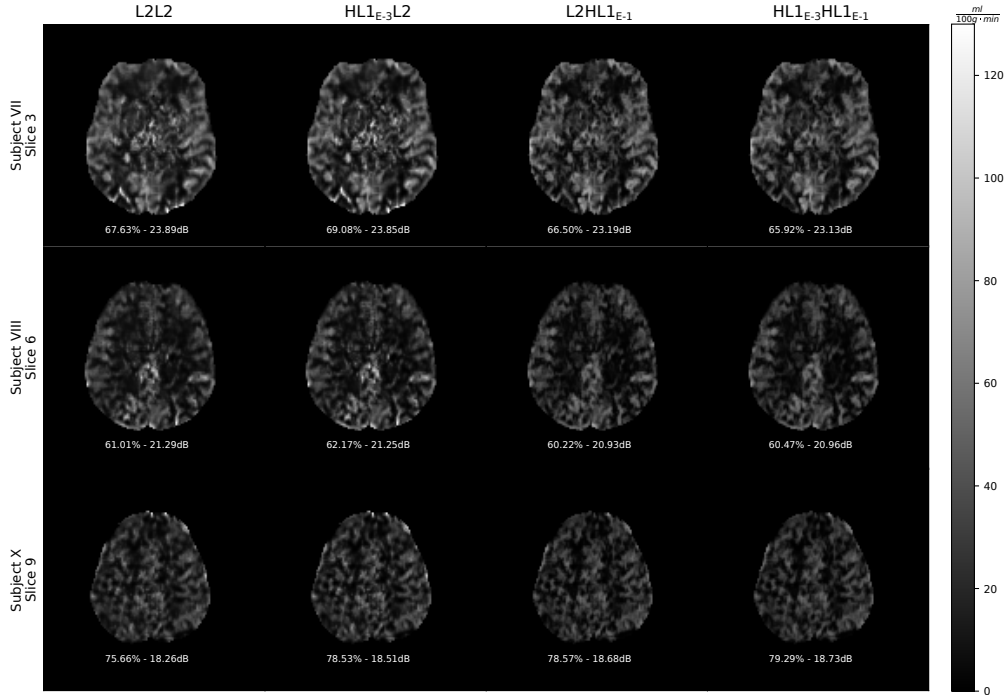 L2L2 HL1E-3L2 L2HL1E-1 HL1E-3HL1E-1
ml
100g·min
Subject VII
Slice 3
67.63% - 23.89dB 69.08% - 23.85dB 66.50% - 23.19dB 65.92% - 23.13dB
Subject VIII
Slice 6
61.01% - 21.29dB 62.17% - 21.25dB 60.22% - 20.93dB 60.47% - 20.96dB
Subject X
Slice 9
75.66% - 18.26dB 78.53% - 18.51dB 78.57% - 18.68dB 79.29% - 18.73dB
120
100
80
60
40
20
0